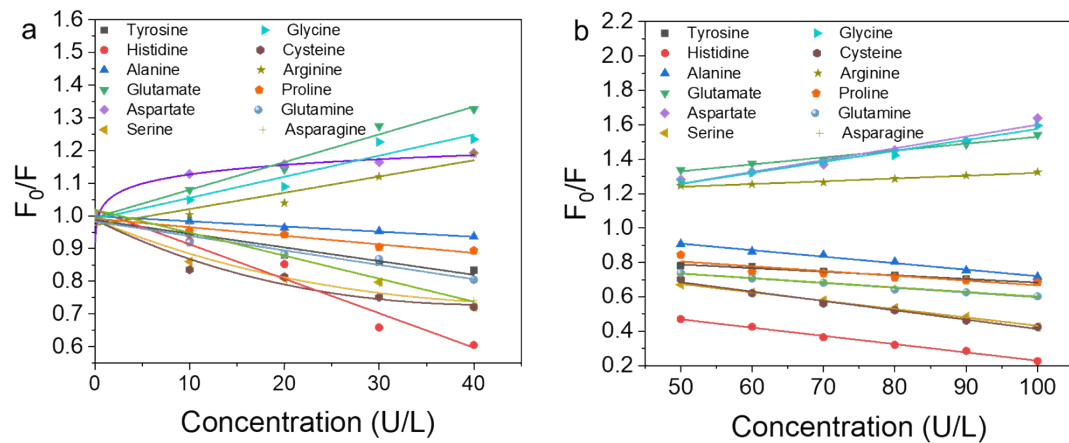 a
1.6
1.5
1.4
1.3
1.2
1.1
1.0
0.9
0.8
0.7
0.6
F0/F
Tyrosine
Histidine
Alanine
Glutamate
Aspartate
Serine
Glycine
Cysteine
Arginine
Proline
Glutamine
Asparagine
0 10 20 30 40
Concentration (U/L)
b
2.2
2.0
1.8
1.6
1.4
1.2
1.0
0.8
0.6
0.4
0.2
F0/F
Tyrosine
Histidine
Alanine
Glutamate
Aspartate
Serine
Glycine
Cysteine
Arginine
Proline
Glutamine
Asparagine
50 60 70 80 90 100
Concentration (U/L)